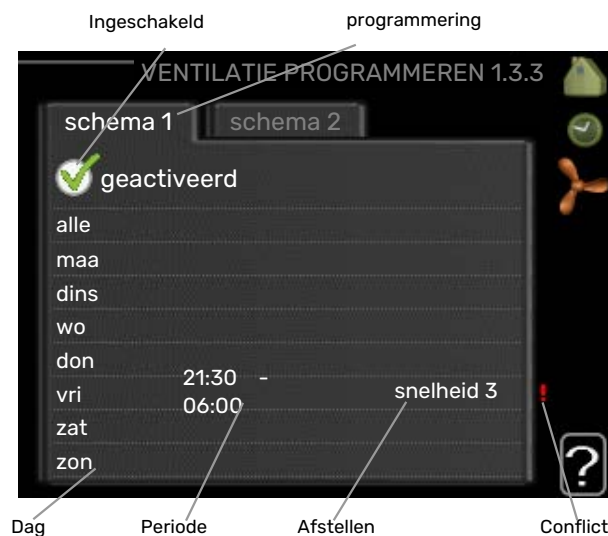 Ingeschakeld programmering
VENTILATIE PROGRAMMEREN 1.3.3
schema 1 schema 2
geactiveerd
alle
maa
dins
wo
don
vri 21:30 - 06:00 snelheid 3 !
zat
zon
?
Dag Periode Afstellen Conflict